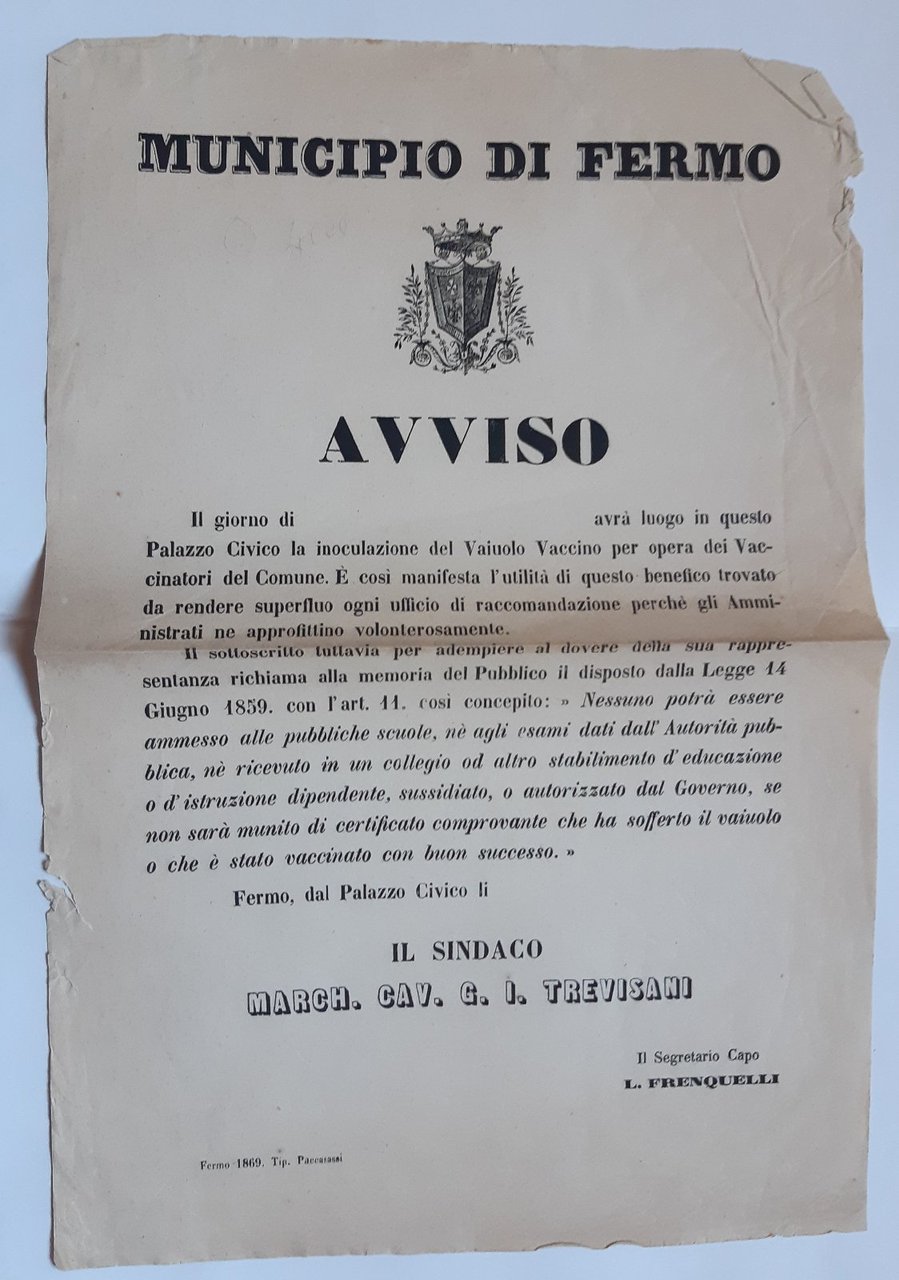 MUNICIPIO DI FERMO
AVVISO
Il giorno di avrà luogo in questo
Palazzo Civico la inoculazione del Vaiuolo Vaccino per opera dei Vac-
cinatori del Comune. È così manifesta l'utilità di questo benefico trovato
da rendere superfluo ogni ufficio di raccomandazione perchè gli Ammi-
nistrati ne approfittino volonterosamente.
Il sottoscritto tuttavia per adempiere al dovere della sua rappre-
sentanza richiama alla memoria del Pubblico il disposto dalla Legge 14
Giugno 1859. con l'art. 11. così concepito: » Nessuno potrà essere
ammesso alle pubbliche scuole, nè agli esami dati dall' Autorità pub-
blica, nè ricevuto in un collegio od altro stabilimento d'educazione
o d'istruzione dipendente, sussidiato, o autorizzato dal Governo, se
non sarà munito di certificato comprovante che ha sofferto il vaiuolo
o che è stato vaccinato con buon successo. »
Fermo, dal Palazzo Civico li
IL SINDACO
MARCH. CAV. G. I. TREVISANI
Il Segretario Capo
L. FRENQUELLI
Fermo 1869. Tip. Paccasassi